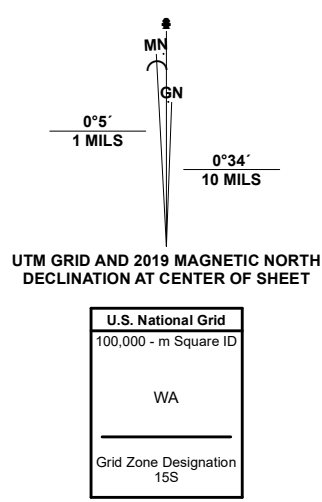 MN
GN
0°5´
1 MILS
0°34´
10 MILS
UTM GRID AND 2019 MAGNETIC NORTH
DECLINATION AT CENTER OF SHEET
U.S. National Grid
100,000 - m Square ID
WA
Grid Zone Designation
15S